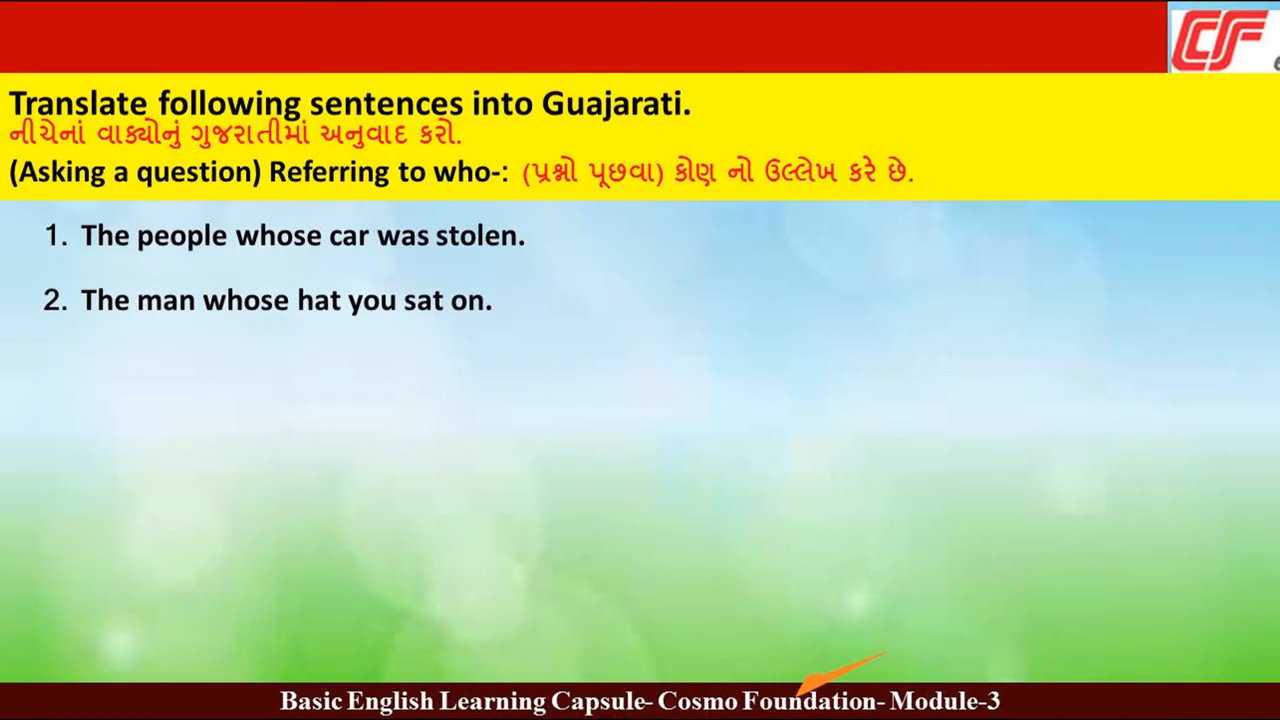 CF
Translate following sentences into Guajarati.
નીચેનાં વાક્યોનું ગુજરાતીમાં અનુવાદ કરો.
(Asking a question) Referring to who-: (પ્રશ્નો પૂછવા) કોણ નો ઉલ્લેખ કરે છે.
1. The people whose car was stolen.
2. The man whose hat you sat on.
Basic English Learning Capsule- Cosmo Foundation- Module-3